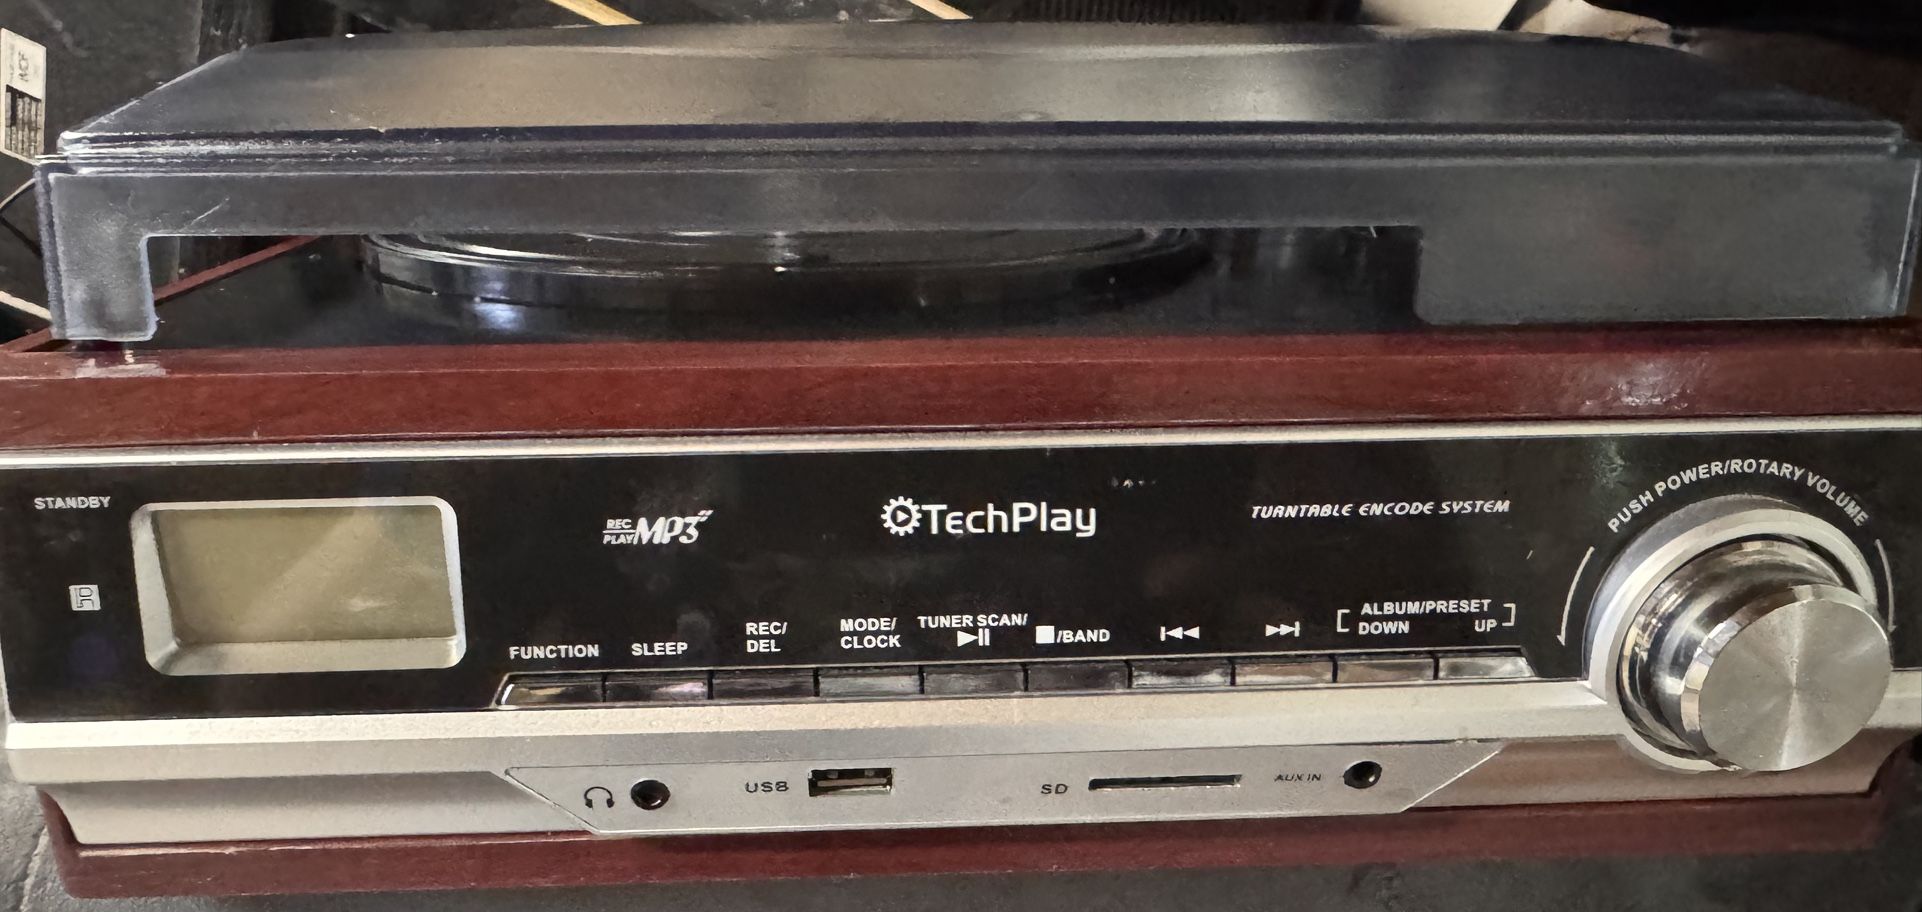 STANDBY
REC
PLAY MP3
TechPlay
TURNTABLE ENCODE SYSTEM
PUSH POWER/ROTARY VOLUME
FUNCTION
SLEEP
REC/
DEL
MODE/
CLOCK
TUNER SCAN/
/BAND
ALBUM/PRESET
DOWN UP
USB
SD
AUX IN